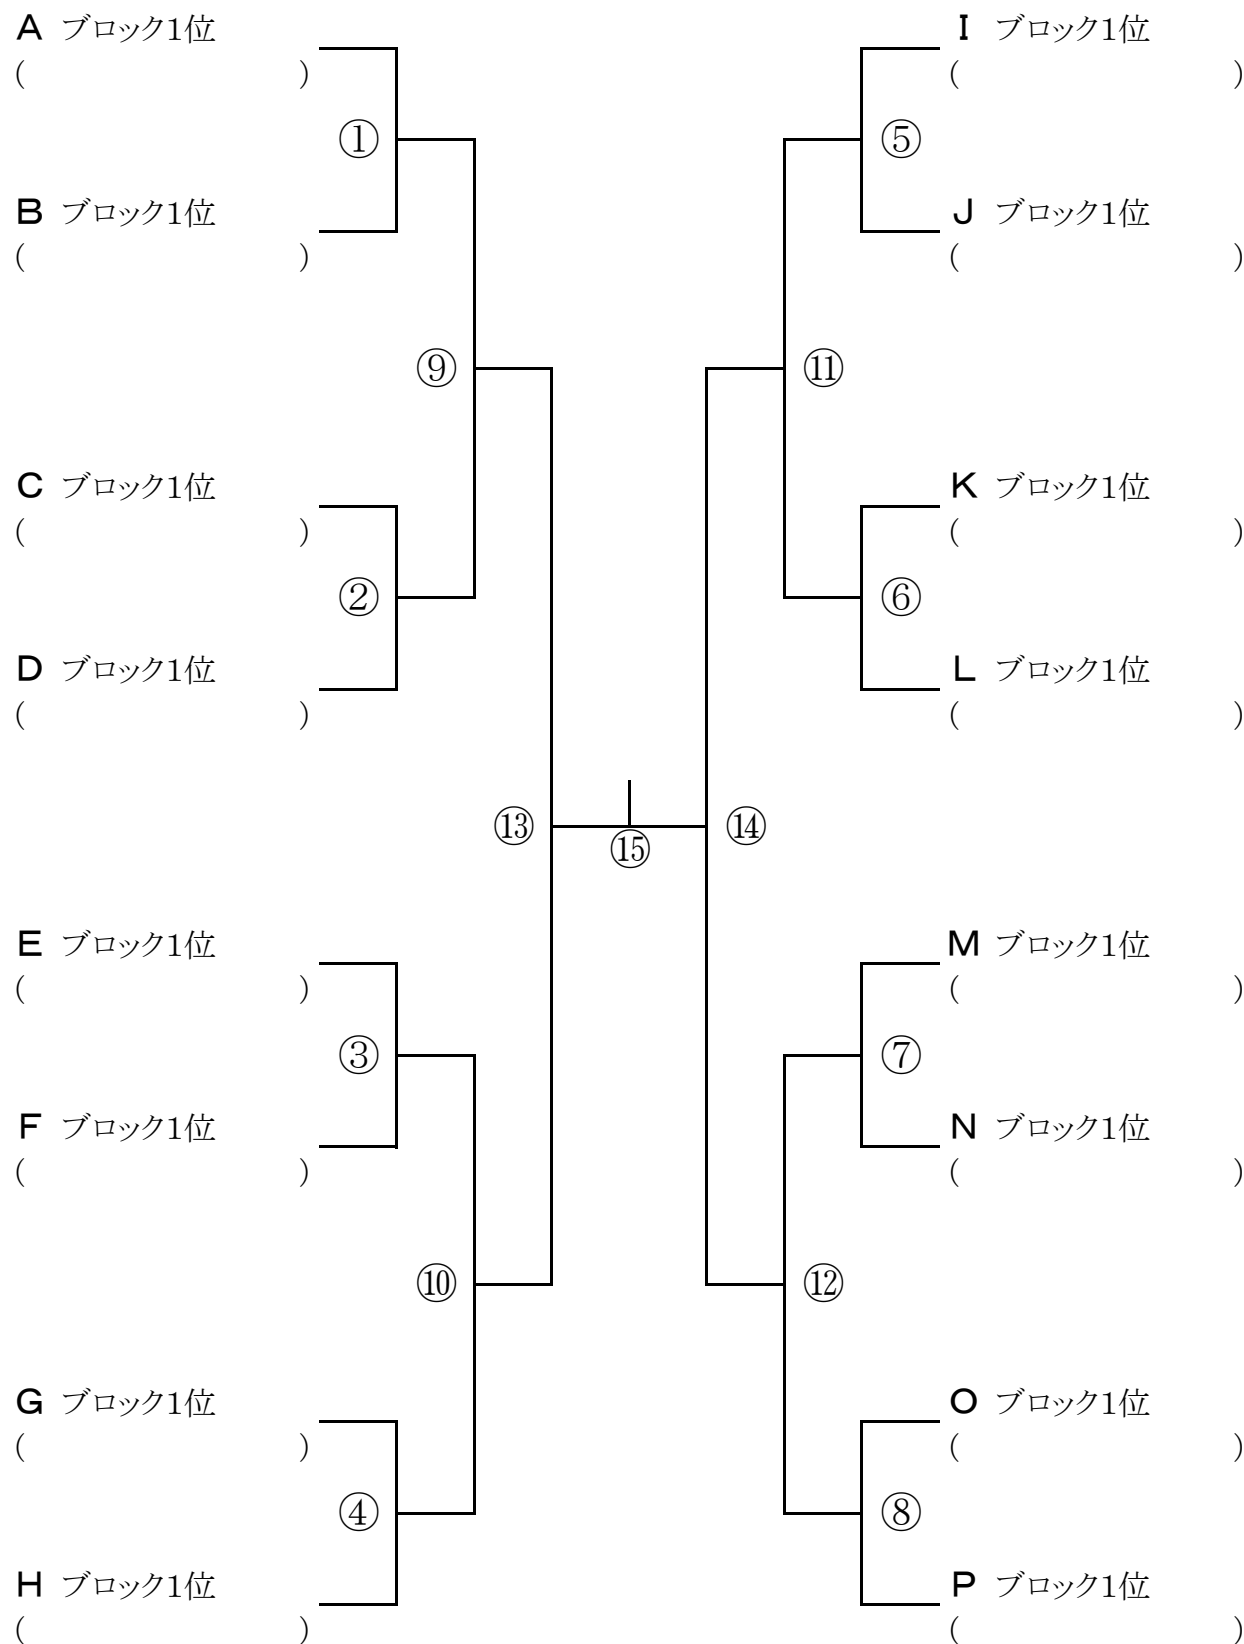 A ブロック1位
( )
①
B ブロック1位
( )
⑨
C ブロック1位
( )
②
D ブロック1位
( )
⑬
⑮
E ブロック1位
( )
③
F ブロック1位
( )
⑩
G ブロック1位
( )
④
H ブロック1位
( )
I ブロック1位
( )
⑤
J ブロック1位
( )
⑪
K ブロック1位
( )
⑥
L ブロック1位
( )
⑭
M ブロック1位
( )
⑦
N ブロック1位
( )
⑫
O ブロック1位
( )
⑧
P ブロック1位
( )